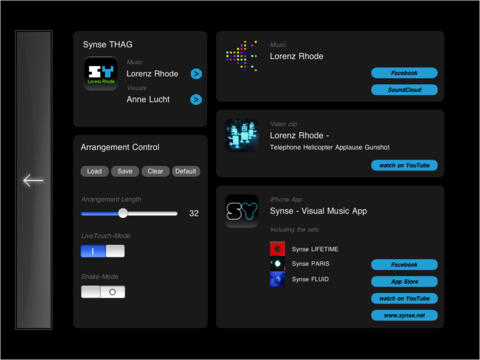 Synse THAG
Music
Lorenz Rhode
Visuals
Anne Lucht
SY
Lorenz Rhode
Arrangement Control
Load
Save
Clear
Default
Arrangement Length
32
LiveTouch-Mode
Shake-Mode
Music
Lorenz Rhode
Facebook
SoundCloud
Video clip
Lorenz Rhode -
Telephone Helicopter Applause Gunshot
watch on YouTube
iPhone App
SY
Synse - Visual Music App
Including the sets
Synse LIFETIME
Synse PARIS
Synse FLUID
Facebook
App Store
watch on YouTube
www.synse.net